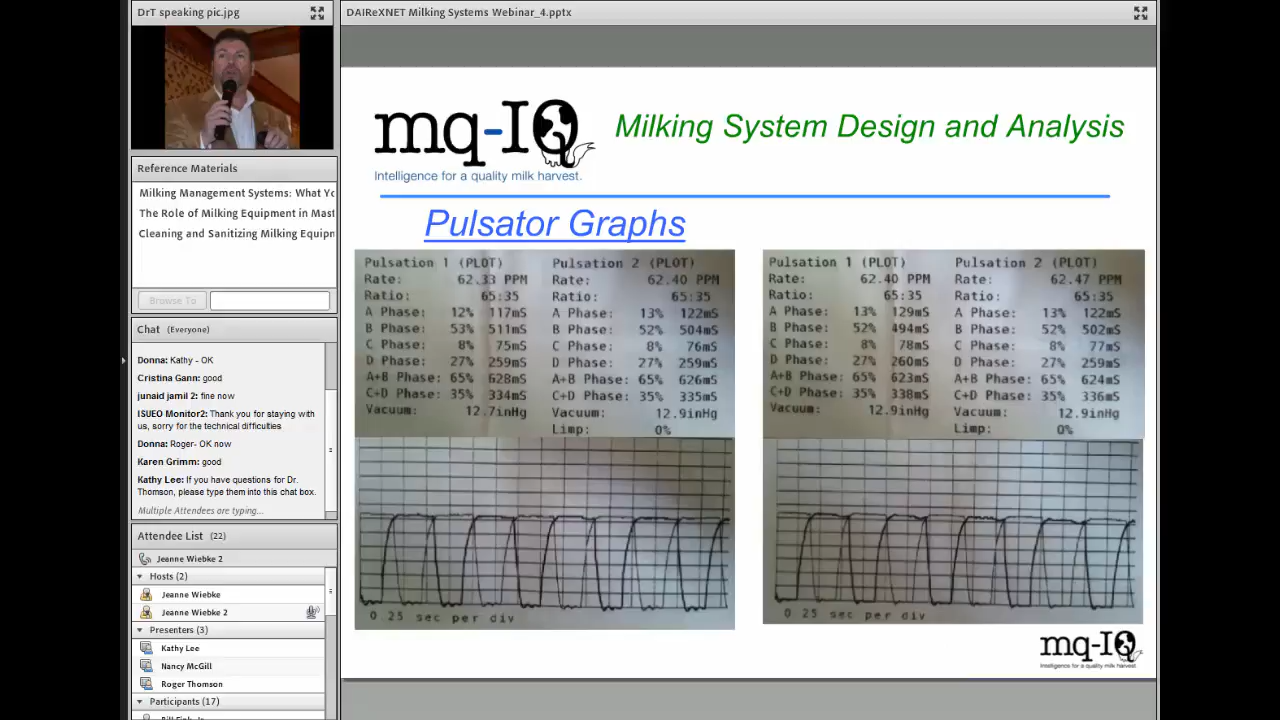 DrT speaking pic.jpg
DAIReXNET Milking Systems Webinar_4.pptx
Reference Materials
Milking Management Systems: What Yo
The Role of Milking Equipment in Mast
Cleaning and Sanitizing Milking Equipm
Browse To
Chat (Everyone)
Donna: Kathy - OK
Cristina Gann: good
junaid jamil 2: fine now
ISUEO Monitor2: Thank you for staying with
us, sorry for the technical difficulties
Donna: Roger- OK now
Karen Grimm: good
Kathy Lee: If you have questions for Dr.
Thomson, please type them into this chat box.
Multiple Attendees are typing...
Attendee List (22)
Jeanne Wiebke 2
Hosts (2)
Jeanne Wiebke
Jeanne Wiebke 2
Presenters (3)
Kathy Lee
Nancy McGill
Roger Thomson
Participants (17)
mq-IQ
Intelligence for a quality milk harvest.
Milking System Design and Analysis
Pulsator Graphs
Pulsation 1 (PLOT)
Rate: 62.33 PPM
Ratio: 65:35
A Phase: 12% 117mS
B Phase: 53% 511mS
C Phase: 8% 75mS
D Phase: 27% 259mS
A+B Phase: 65% 628mS
C+D Phase: 35% 334mS
Vacuum: 12.7inHg
Pulsation 2 (PLOT)
Rate: 62.40 PPM
Ratio: 65:35
A Phase: 13% 122mS
B Phase: 52% 504mS
C Phase: 8% 76mS
D Phase: 27% 259mS
A+B Phase: 65% 626mS
C+D Phase: 35% 335mS
Vacuum: 12.9inHg
Limp: 0%
0.25 sec per div
Pulsation 1 (PLOT)
Rate: 62.40 PPM
Ratio: 65:35
A Phase: 13% 129mS
B Phase: 52% 494mS
C Phase: 8% 78mS
D Phase: 27% 260mS
A+B Phase: 65% 623mS
C+D Phase: 35% 338mS
Vacuum: 12.9inHg
Pulsation 2 (PLOT)
Rate: 62.47 PPM
Ratio: 65:35
A Phase: 13% 122mS
B Phase: 52% 502mS
C Phase: 8% 77mS
D Phase: 27% 259mS
A+B Phase: 65% 624mS
C+D Phase: 35% 336mS
Vacuum: 12.9inHg
Limp: 0%
0 25 sec per div
mq-IQ
Intelligence for a quality milk harvest.